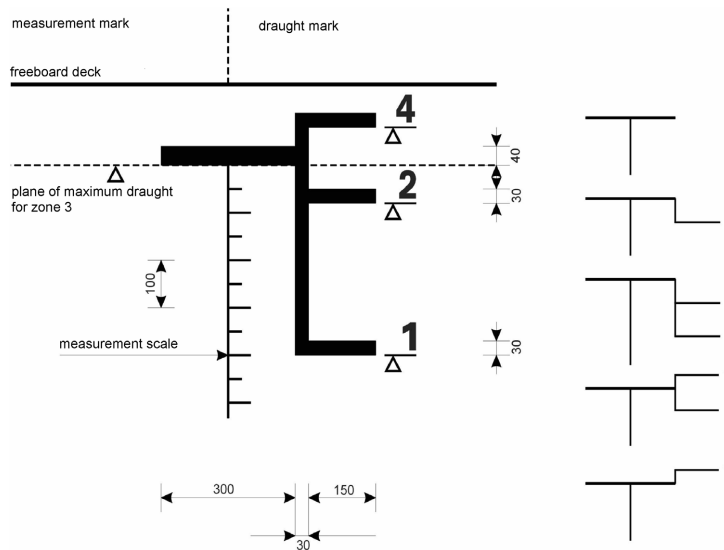 measurement mark
draught mark
freeboard deck
4
40
plane of maximum draught
for zone 3
2
30
100
measurement scale
1
30
300
150
30